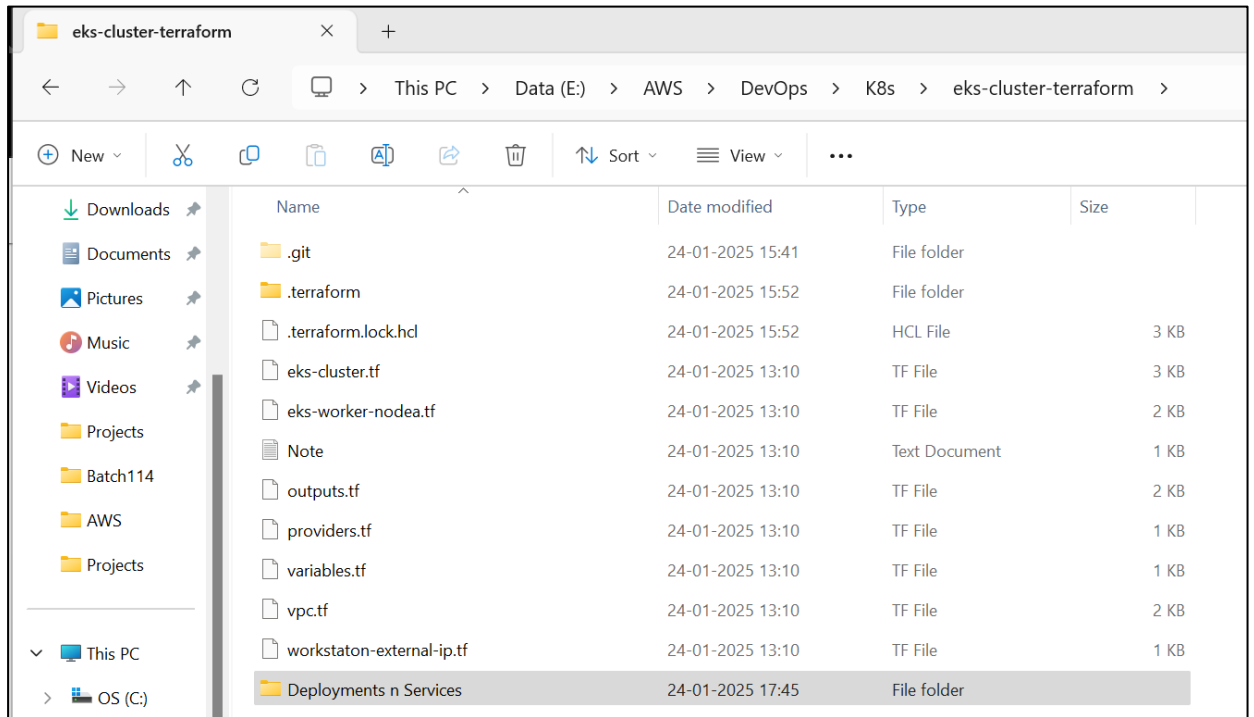 eks-cluster-terraform
This PC > Data (E:) > AWS > DevOps > K8s > eks-cluster-terraform >
New Sort View
Downloads
Documents
Pictures
Music
Videos
Projects
Batch114
AWS
Projects
This PC
OS (C:)
Name Date modified Type Size
.git 24-01-2025 15:41 File folder
.terraform 24-01-2025 15:52 File folder
.terraform.lock.hcl 24-01-2025 15:52 HCL File 3 KB
eks-cluster.tf 24-01-2025 13:10 TF File 3 KB
eks-worker-nodea.tf 24-01-2025 13:10 TF File 2 KB
Note 24-01-2025 13:10 Text Document 1 KB
outputs.tf 24-01-2025 13:10 TF File 2 KB
providers.tf 24-01-2025 13:10 TF File 1 KB
variables.tf 24-01-2025 13:10 TF File 1 KB
vpc.tf 24-01-2025 13:10 TF File 2 KB
workstaton-external-ip.tf 24-01-2025 13:10 TF File 1 KB
Deployments n Services 24-01-2025 17:45 File folder